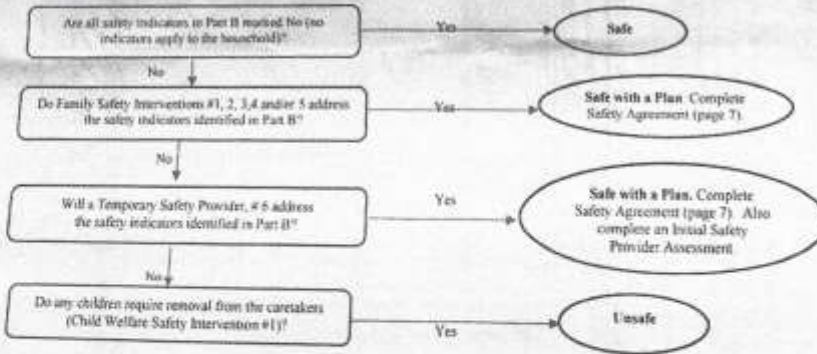 Are all safety indicators in Part B marked No (no
indicators apply to the household)?
Yes
Safe
No
Do Family Safety Interventions #1, 2, 3,4 and/or 5 address
the safety indicators identified in Part B?
Yes
Safe with a Plan. Complete
Safety Agreement (page 7).
No
Will a Temporary Safety Provider, # 6 address
the safety indicators identified in Part B?
Yes
Safe with a Plan. Complete
Safety Agreement (page 7). Also
complete an Initial Safety
Provider Assessment
No
Do any children require removal from the caretakers
(Child Welfare Safety Intervention #1)?
Yes
Unsafe